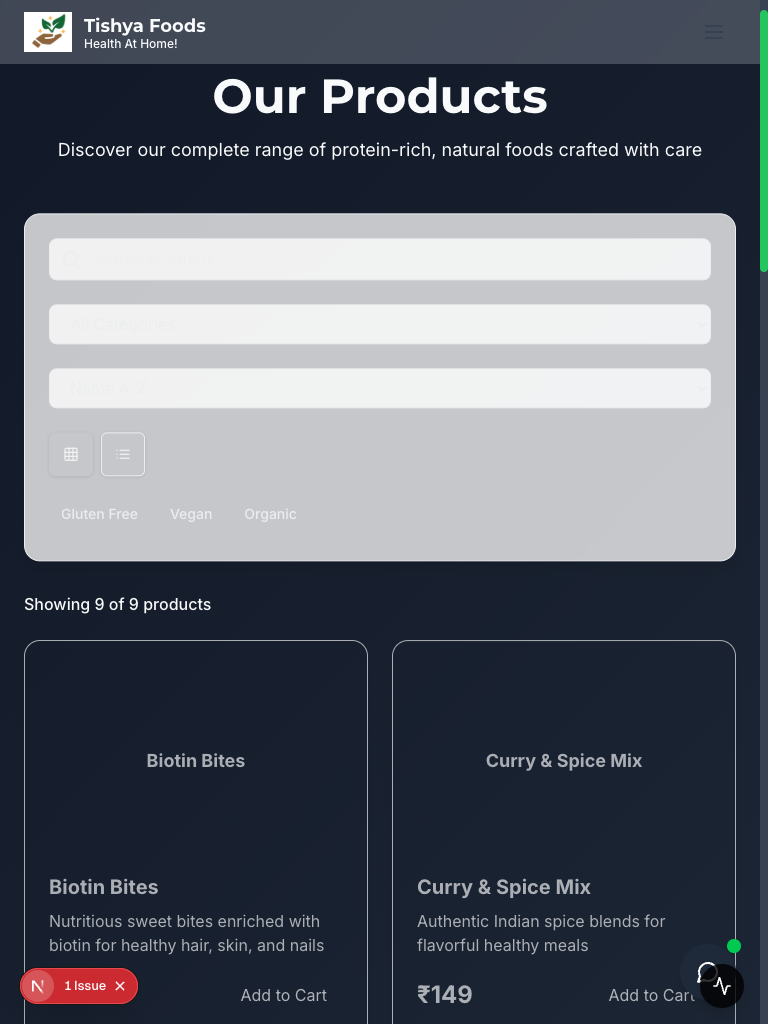 Tishya Foods
Health At Home!
Our Products
Discover our complete range of protein-rich, natural foods crafted with care
All Categories
Name A-Z
Gluten Free
Vegan
Organic
Showing 9 of 9 products
Biotin Bites
Curry & Spice Mix
Biotin Bites
Nutritious sweet bites enriched with
biotin for healthy hair, skin, and nails
Add to Cart
Curry & Spice Mix
Authentic Indian spice blends for
flavorful healthy meals
₹149
Add to Cart
N
1 Issue